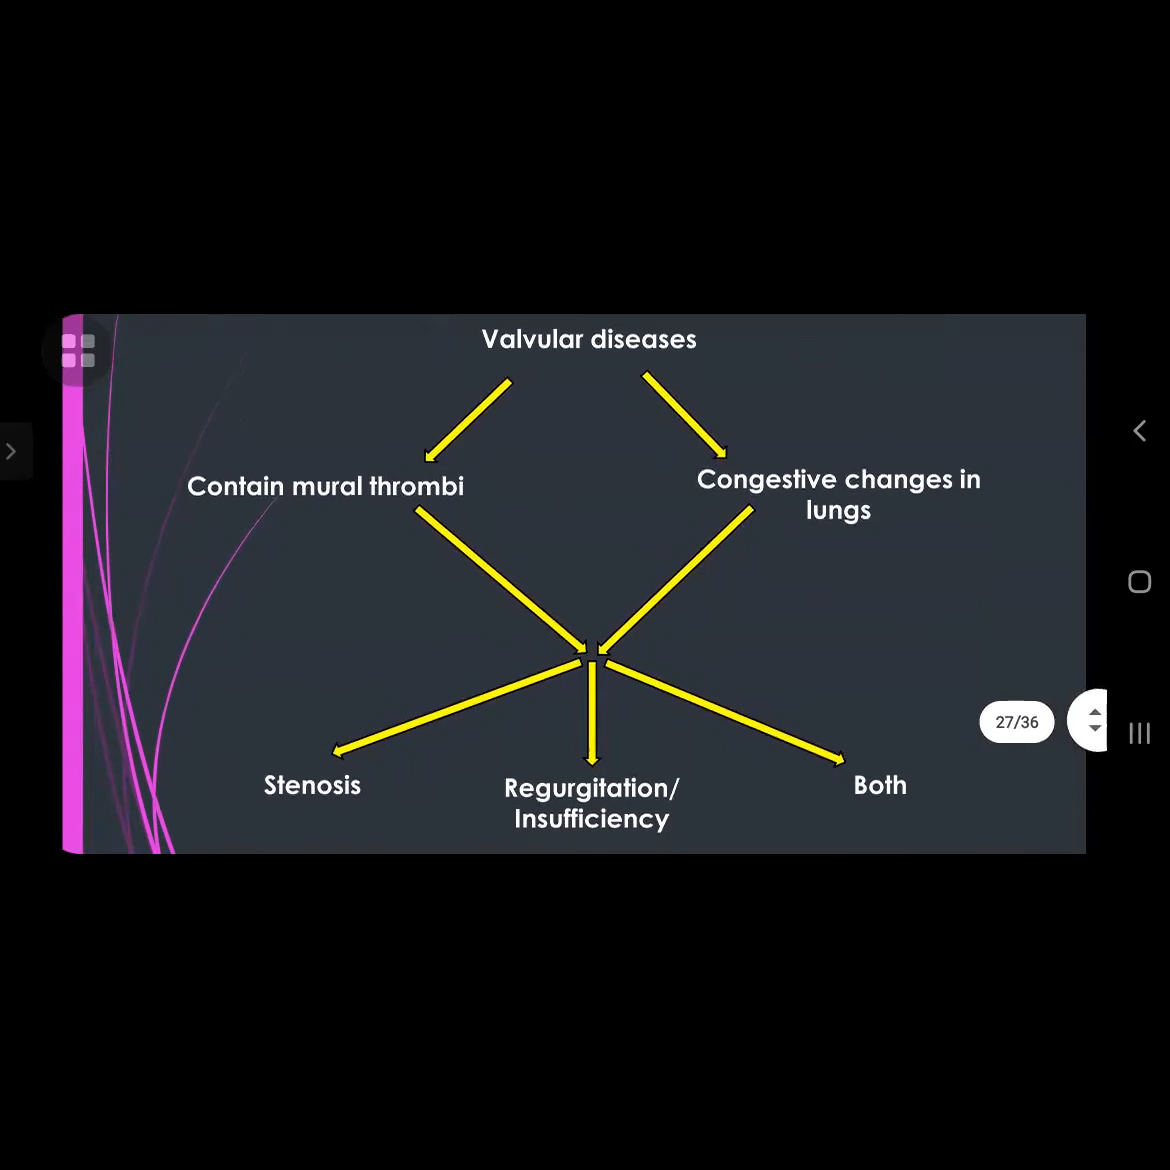 Valvular diseases
Contain mural thrombi
Congestive changes in
lungs
27/36
Stenosis
Regurgitation/
Insufficiency
Both